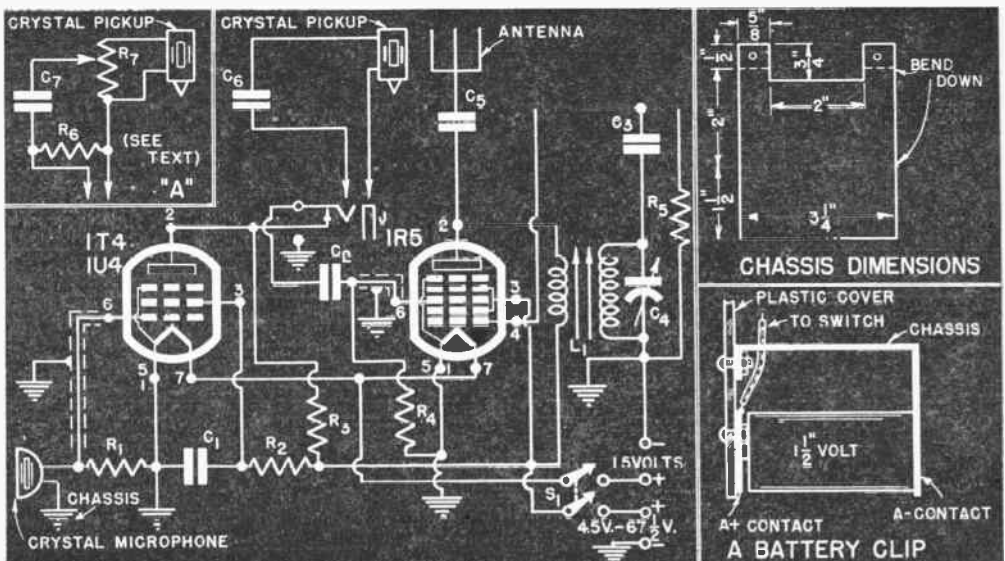 CRYSTAL PICKUP
R7
C7
R6
(SEE
TEXT)
"A"
CRYSTAL PICKUP
C6
ANTENNA
C5
C3
R5
2
1T4
1U4
6
3
5
1
7
J
1R5
C2
2
6
3
4
5
1
7
L1
C4
R1
C1
R2
R3
R4
CHASSIS
CRYSTAL MICROPHONE
S1
-
1.5 VOLTS
+
+
45V.-67 1/2 V.
-
5/8"
1/2"
3/4"
BEND
DOWN
2"
2"
1 1/2"
3 1/4"
CHASSIS DIMENSIONS
PLASTIC COVER
TO SWITCH
CHASSIS
1 1/2" VOLT
A+ CONTACT
A-CONTACT
A BATTERY CLIP